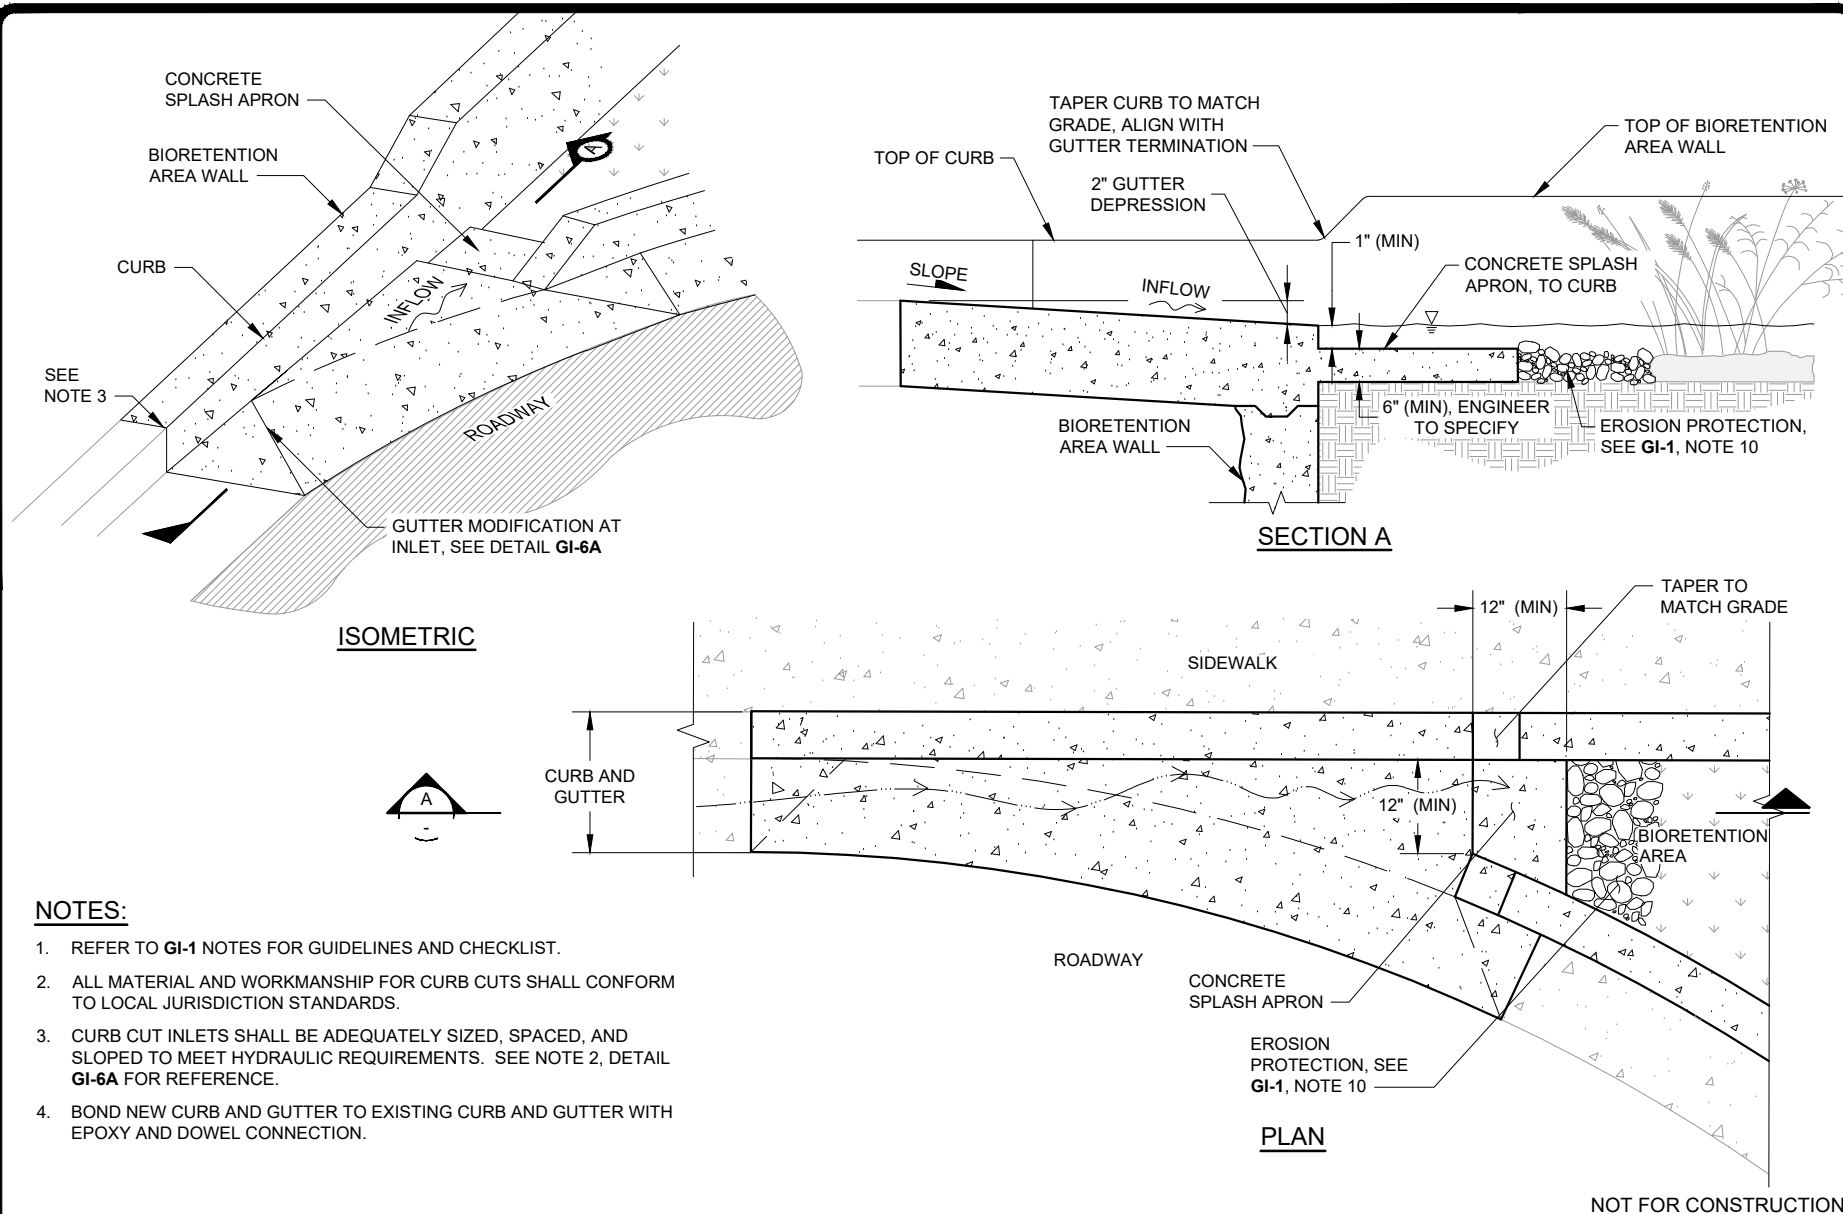 CONCRETE
SPLASH APRON
BIORETENTION
AREA WALL
CURB
SEE
NOTE 3
INFLOW
ROADWAY
A
GUTTER MODIFICATION AT
INLET, SEE DETAIL GI-6A
ISOMETRIC
TAPER CURB TO MATCH
GRADE, ALIGN WITH
GUTTER TERMINATION
TOP OF CURB
2" GUTTER
DEPRESSION
TOP OF BIORETENTION
AREA WALL
1" (MIN)
SLOPE
INFLOW
CONCRETE SPLASH
APRON, TO CURB
BIORETENTION
AREA WALL
6" (MIN), ENGINEER
TO SPECIFY
EROSION PROTECTION,
SEE GI-1, NOTE 10
SECTION A
12" (MIN)
TAPER TO
MATCH GRADE
SIDEWALK
CURB AND
GUTTER
A
-
12" (MIN)
BIORETENTION
AREA
ROADWAY
CONCRETE
SPLASH APRON
EROSION
PROTECTION, SEE
GI-1, NOTE 10
PLAN
NOTES:
1. REFER TO GI-1 NOTES FOR GUIDELINES AND CHECKLIST.
2. ALL MATERIAL AND WORKMANSHIP FOR CURB CUTS SHALL CONFORM
TO LOCAL JURISDICTION STANDARDS.
3. CURB CUT INLETS SHALL BE ADEQUATELY SIZED, SPACED, AND
SLOPED TO MEET HYDRAULIC REQUIREMENTS. SEE NOTE 2, DETAIL
GI-6A FOR REFERENCE.
4. BOND NEW CURB AND GUTTER TO EXISTING CURB AND GUTTER WITH
EPOXY AND DOWEL CONNECTION.
NOT FOR CONSTRUCTION